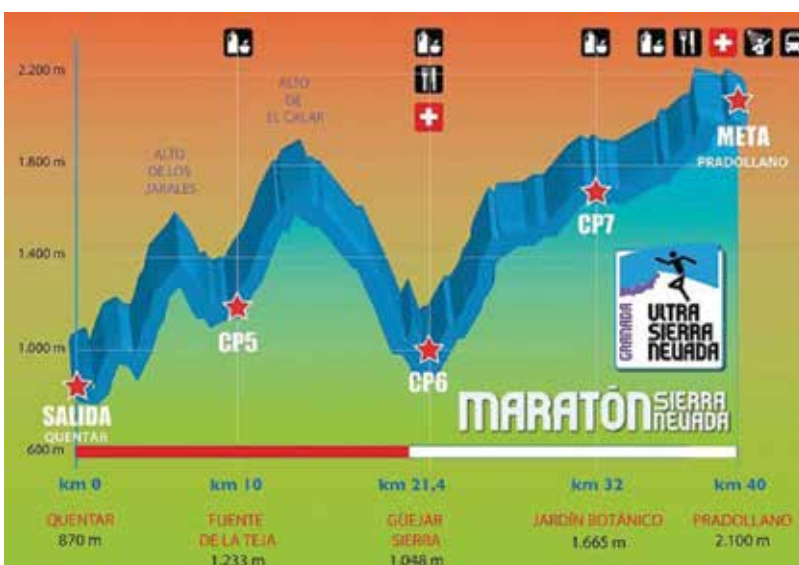 2.200 m
1.800 m
1.400 m
1.000 m
600 m
ALTO
DE LOS
JARALES
ALTO
DE
EL CALAR
SALIDA
QUENTAR
CP5
CP6
CP7
META
PRADOLLANO
GRANADA
ULTRA
SIERRA
NEVADA
MARATÓN SIERRA
NEVADA
km 0
km 10
km 21,4
km 32
km 40
QUENTAR
870 m
FUENTE
DE LA TEJA
1.233 m
GÜEJAR
SIERRA
1.048 m
JARDÍN BOTÁNICO
1.665 m
PRADOLLANO
2.100 m